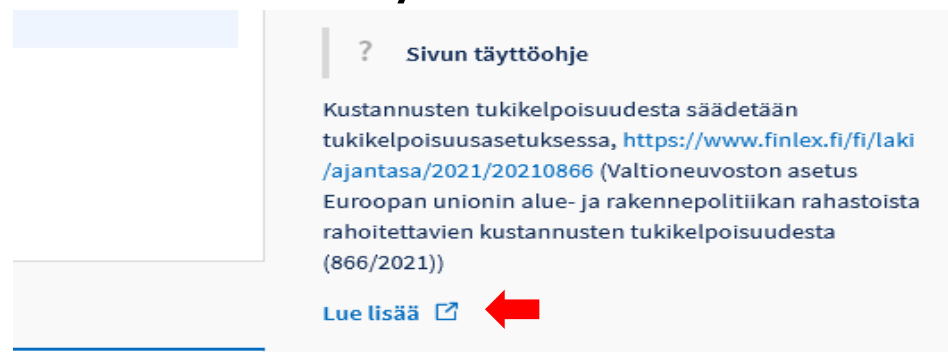 ? Sivun täyttöohje
Kustannusten tukikelpoisuudesta säädetään
tukikelpoisuusasetuksessa, https://www.finlex.fi/fi/laki
/ajantasa/2021/20210866 (Valtioneuvoston asetus
Euroopan unionin alue- ja rakennepolitiikan rahastoista
rahoitettavien kustannusten tukikelpoisuudesta
(866/2021))
Lue lisää